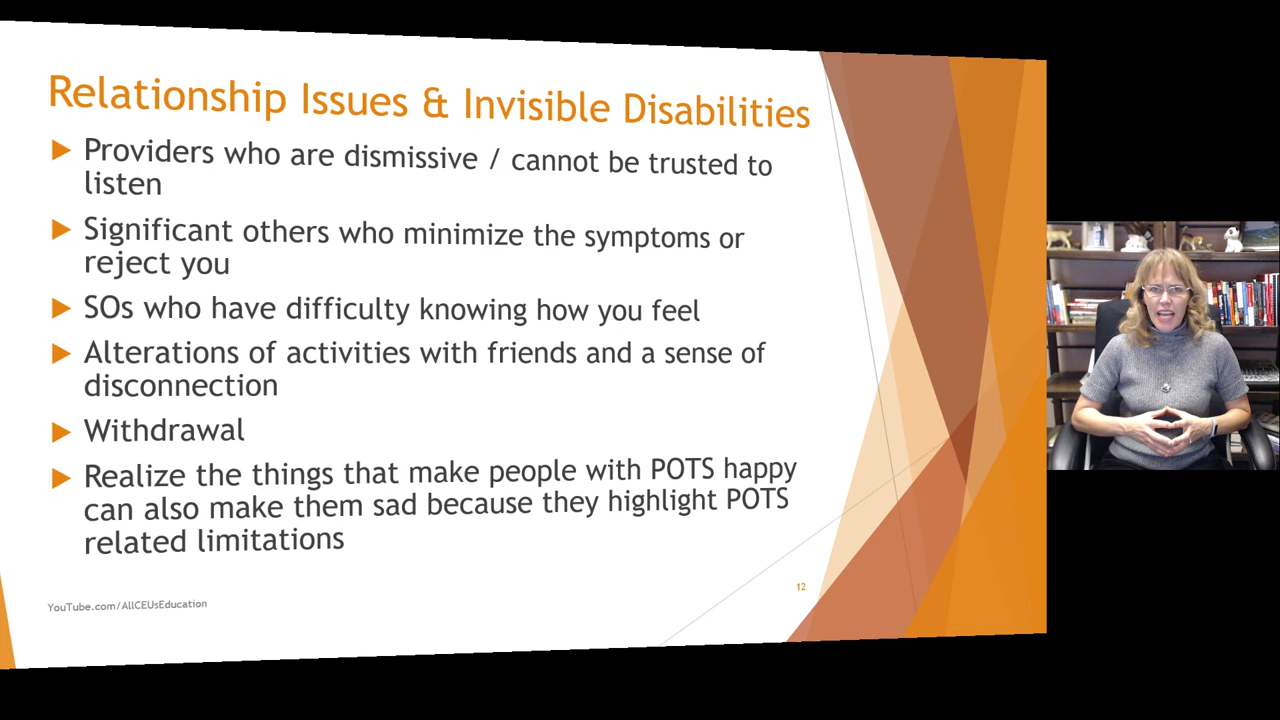 Relationship Issues & Invisible Disabilities
Providers who are dismissive / cannot be trusted to
listen
Significant others who minimize the symptoms or
reject you
SOs who have difficulty knowing how you feel
Alterations of activities with friends and a sense of
disconnection
Withdrawal
Realize the things that make people with POTS happy
can also make them sad because they highlight POTS
related limitations
12
YouTube.com/AllCEUsEducation